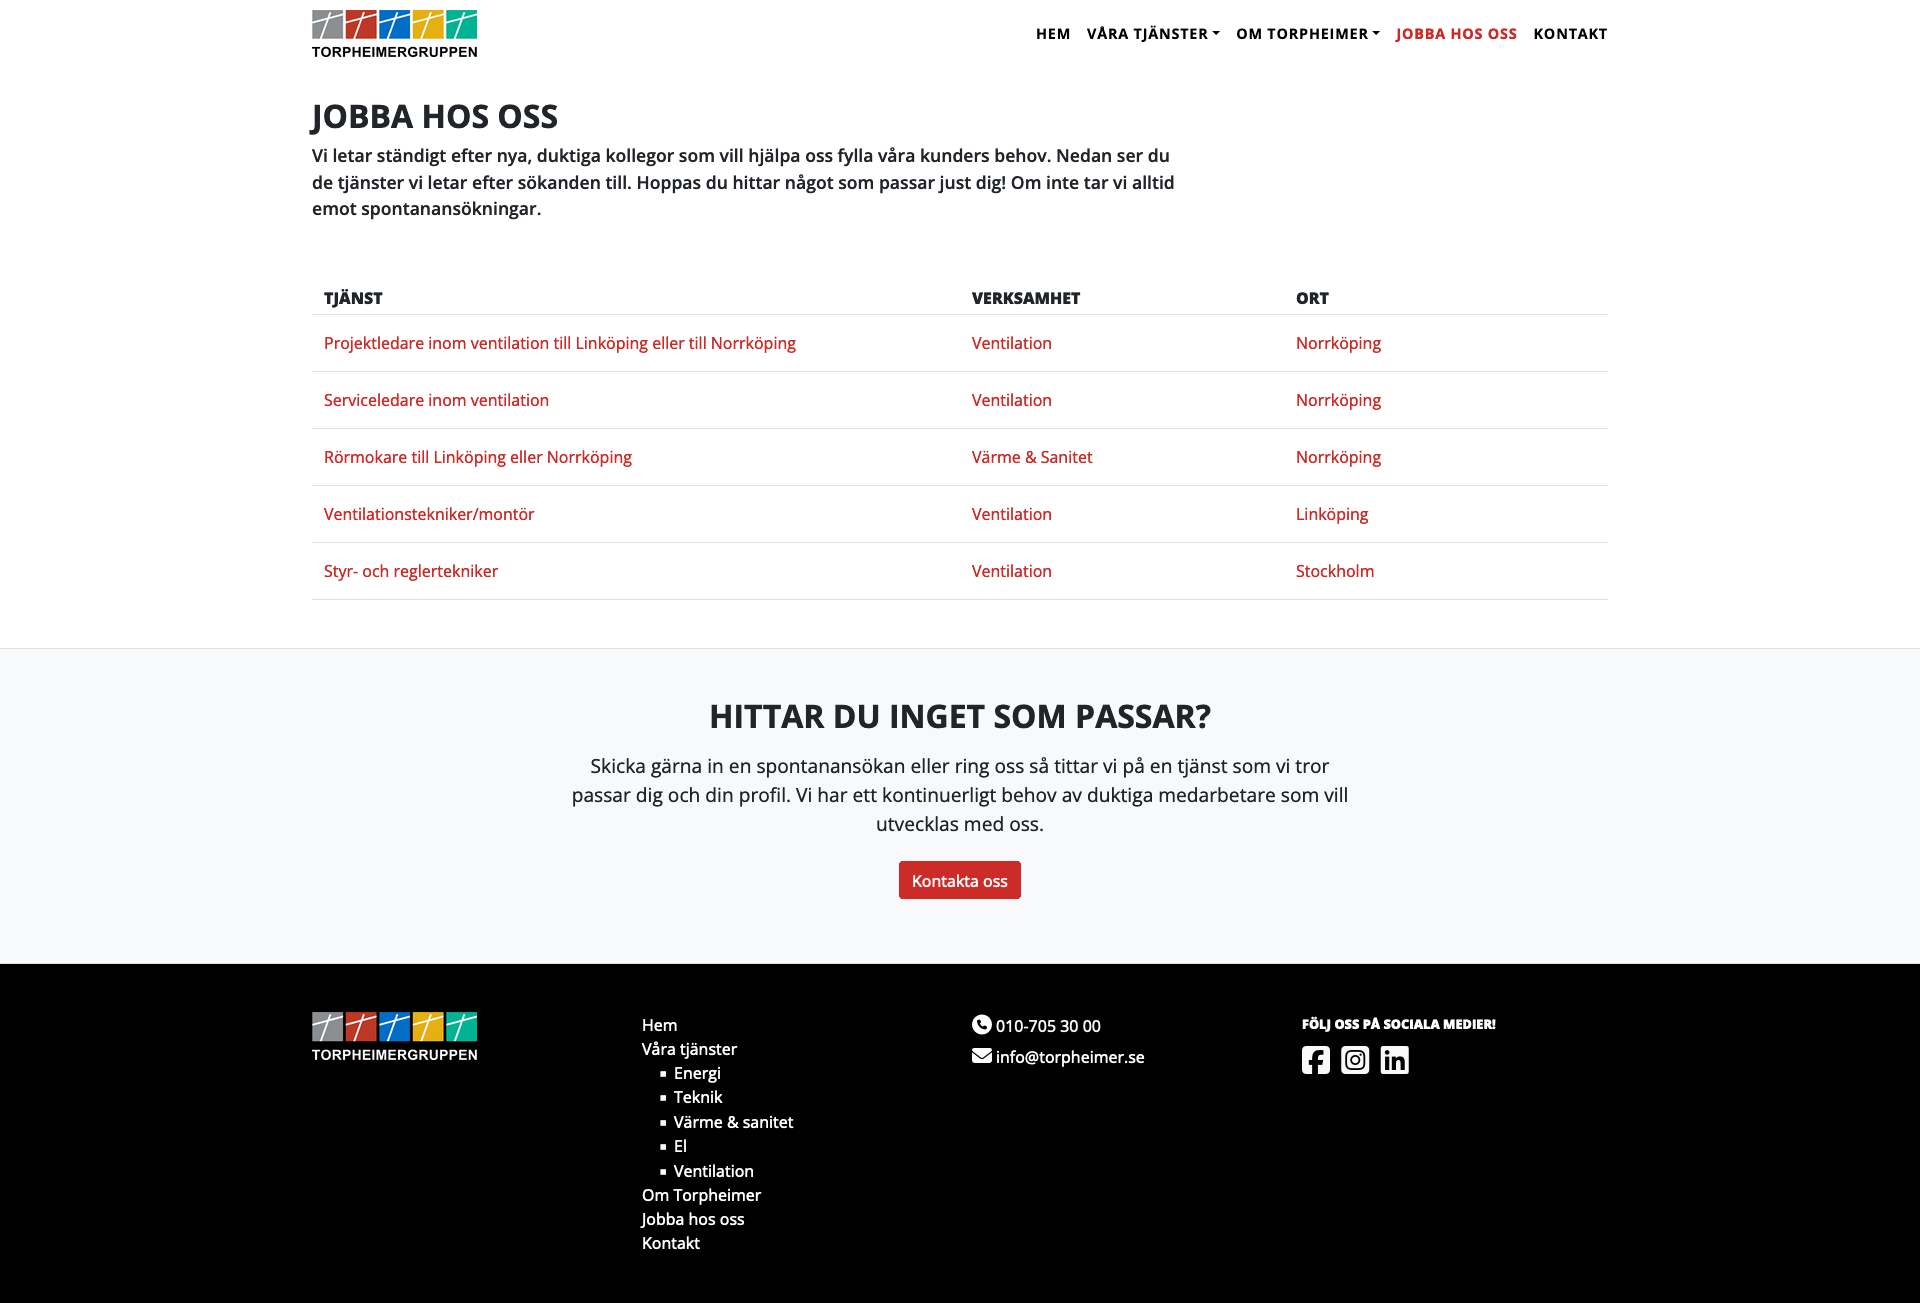 TORPHEIMERGRUPPEN
HEM VÅRA TJÄNSTER OM TORPHEIMER JOBBA HOS OSS KONTAKT
JOBBA HOS OSS
Vi letar ständigt efter nya, duktiga kollegor som vill hjälpa oss fylla våra kunders behov. Nedan ser du
de tjänster vi letar efter sökanden till. Hoppas du hittar något som passar just dig! Om inte tar vi alltid
emot spontanansökningar.
TJÄNST VERKSAMHET ORT
Projektledare inom ventilation till Linköping eller till Norrköping Ventilation Norrköping
Serviceledare inom ventilation Ventilation Norrköping
Rörmokare till Linköping eller Norrköping Värme & Sanitet Norrköping
Ventilationstekniker/montör Ventilation Linköping
Styr- och reglertekniker Ventilation Stockholm
HITTAR DU INGET SOM PASSAR?
Skicka gärna in en spontanansökan eller ring oss så tittar vi på en tjänst som vi tror
passar dig och din profil. Vi har ett kontinuerligt behov av duktiga medarbetare som vill
utvecklas med oss.
Kontakta oss
TORPHEIMERGRUPPEN
Hem
Våra tjänster
Energi
Teknik
Värme & sanitet
El
Ventilation
Om Torpheimer
Jobba hos oss
Kontakt
010-705 30 00
info@torpheimer.se
FÖLJ OSS PÅ SOCIALA MEDIER!